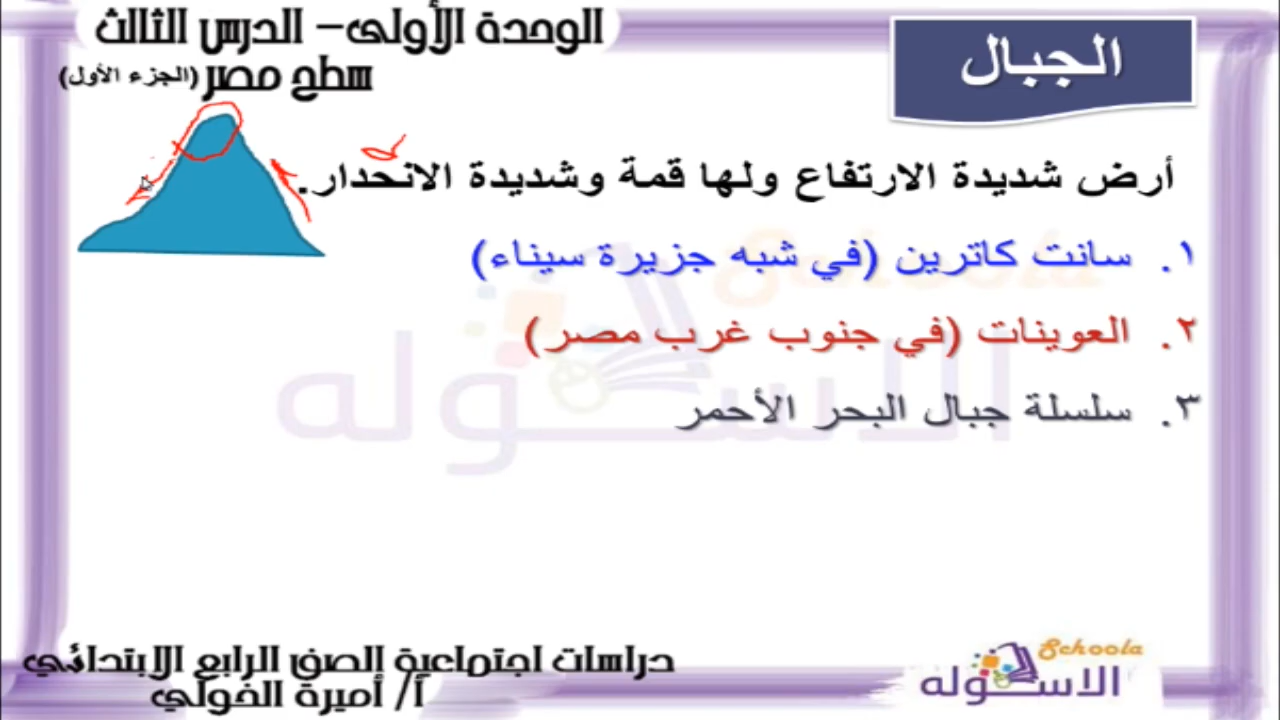 الوحدة الأولى- الدرس الثالث
سطح مصر (الجزء الأول)
الجبال
أرض شديدة الارتفاع ولها قمة وشديدة الانحدار.
١. سانت كاترين (في شبه جزيرة سيناء)
٢. العوينات (في جنوب غرب مصر)
٣. سلسلة جبال البحر الأحمر
Schoola
الاسكوله
دراسات اجتماعية الصف الرابع الابتدائي
أ/ أميرة الخولي
Schoola
الاسكوله